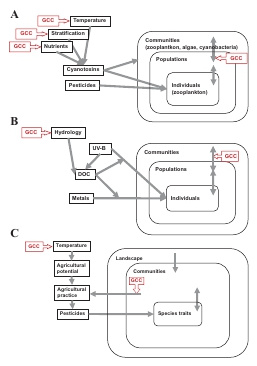 A
GCC
Temperature
GCC
Stratification
GCC
Nutrients
Communities
(zooplankton, algae, cyanobacteria)
Populations
GCC
Cyanotoxins
Pesticides
Individuals
(zooplankton)
B
GCC
Hydrology
UV-B
Communities
GCC
Populations
DOC
Metals
Individuals
C
GCC
Temperature
Landscape
Agricultural
potential
Communities
GCC
Agricultural
practice
Pesticides
Species traits